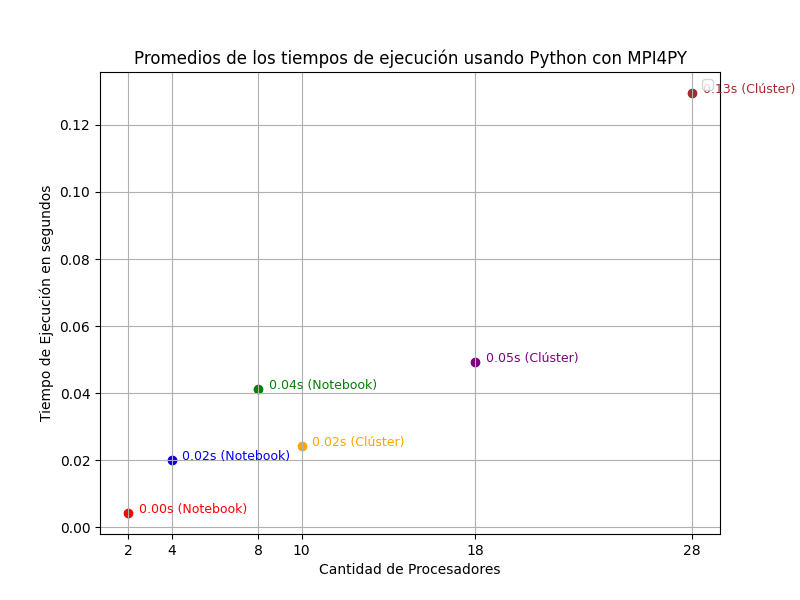 Promedios de los tiempos de ejecución usando Python con MPI4PY
0.13s (Clúster)
0.12
0.10
0.08
0.06
0.05s (Clúster)
0.04s (Notebook)
0.04
0.02s (Clúster)
0.02s (Notebook)
0.02
0.00s (Notebook)
0.00
2 4 8 10 18 28
Cantidad de Procesadores
Tiempo de Ejecución en segundos